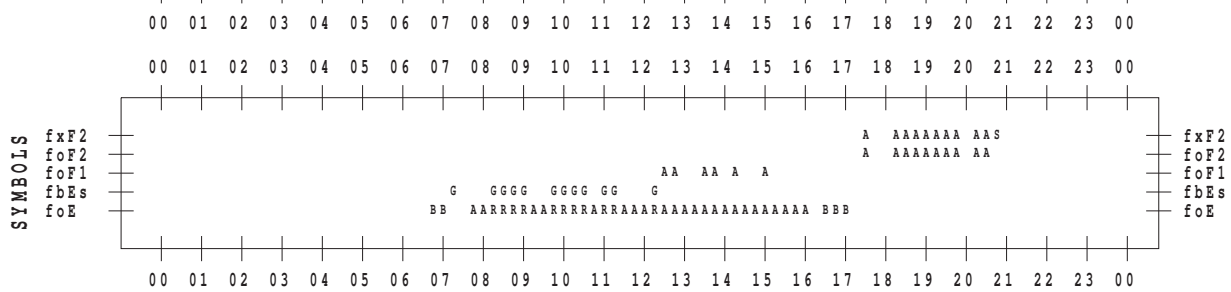 00 01 02 03 04 05 06 07 08 09 10 11 12 13 14 15 16 17 18 19 20 21 22 23 00
00 01 02 03 04 05 06 07 08 09 10 11 12 13 14 15 16 17 18 19 20 21 22 23 00
SYMBOLS
fxF2 A AAAAAAA AAS fxF2
foF2 A AAAAAAA AA foF2
foF1 AA AA A A foF1
fbEs G GGGG GGGG GG G fbEs
foE BB AARRRRAARRRRARRAAARAAAAAAAAAAAAAAA BBB foE
00 01 02 03 04 05 06 07 08 09 10 11 12 13 14 15 16 17 18 19 20 21 22 23 00